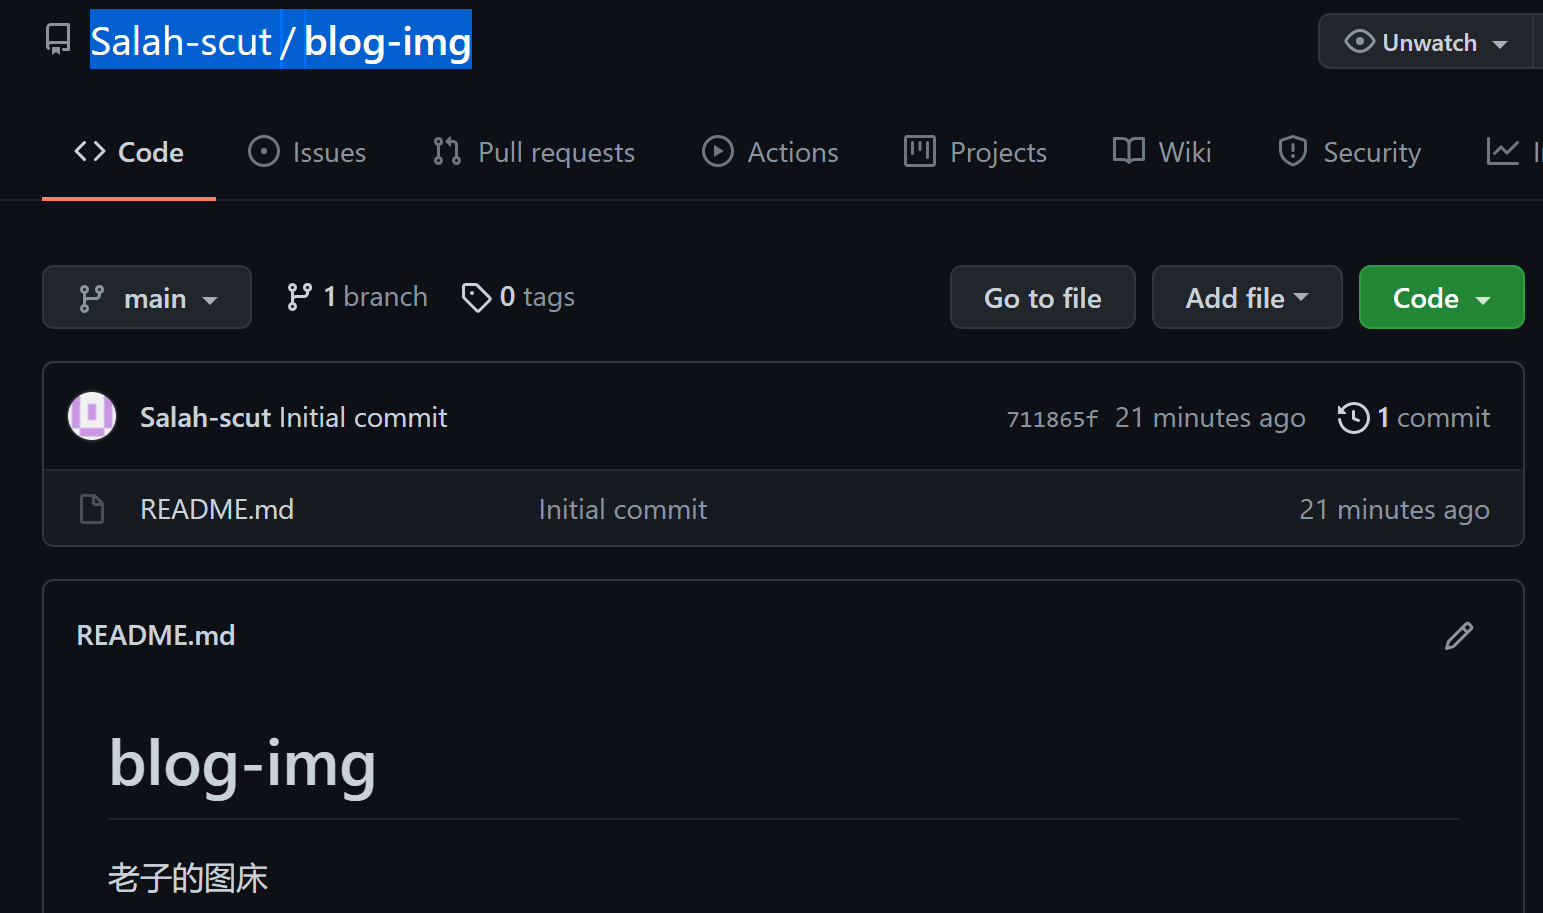 Salah-scut / blog-img
Unwatch
Code Issues Pull requests Actions Projects Wiki Security
main 1 branch 0 tags Go to file Add file Code
Salah-scut Initial commit 711865f 21 minutes ago 1 commit
README.md Initial commit 21 minutes ago
README.md
blog-img
老子的图床